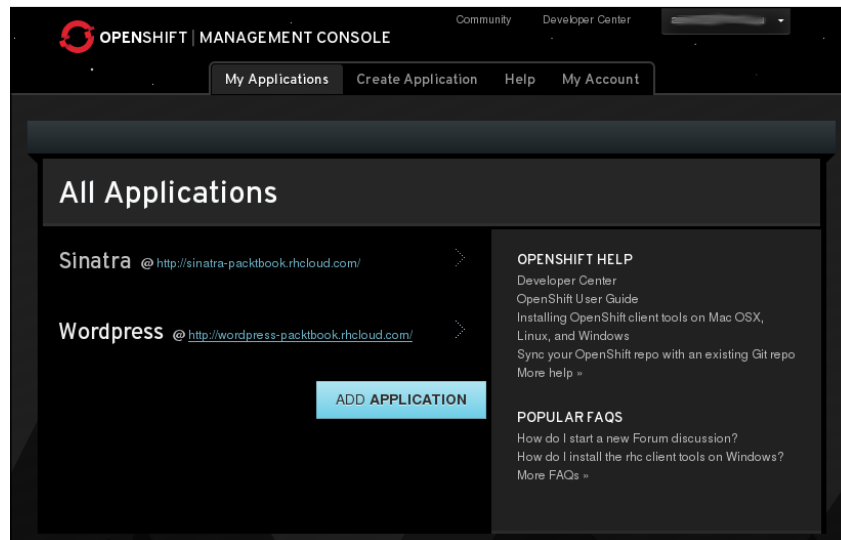 Community Developer Center
OPENSHIFT | MANAGEMENT CONSOLE
My Applications Create Application Help My Account
All Applications
Sinatra @ http://sinatra-packtbook.rhcloud.com/
Wordpress @ http://wordpress-packtbook.rhcloud.com/
ADD APPLICATION
OPENSHIFT HELP
Developer Center
OpenShift User Guide
Installing OpenShift client tools on Mac OSX,
Linux, and Windows
Sync your OpenShift repo with an existing Git repo
More help »
POPULAR FAQS
How do I start a new Forum discussion?
How do I install the rhc client tools on Windows?
More FAQs »